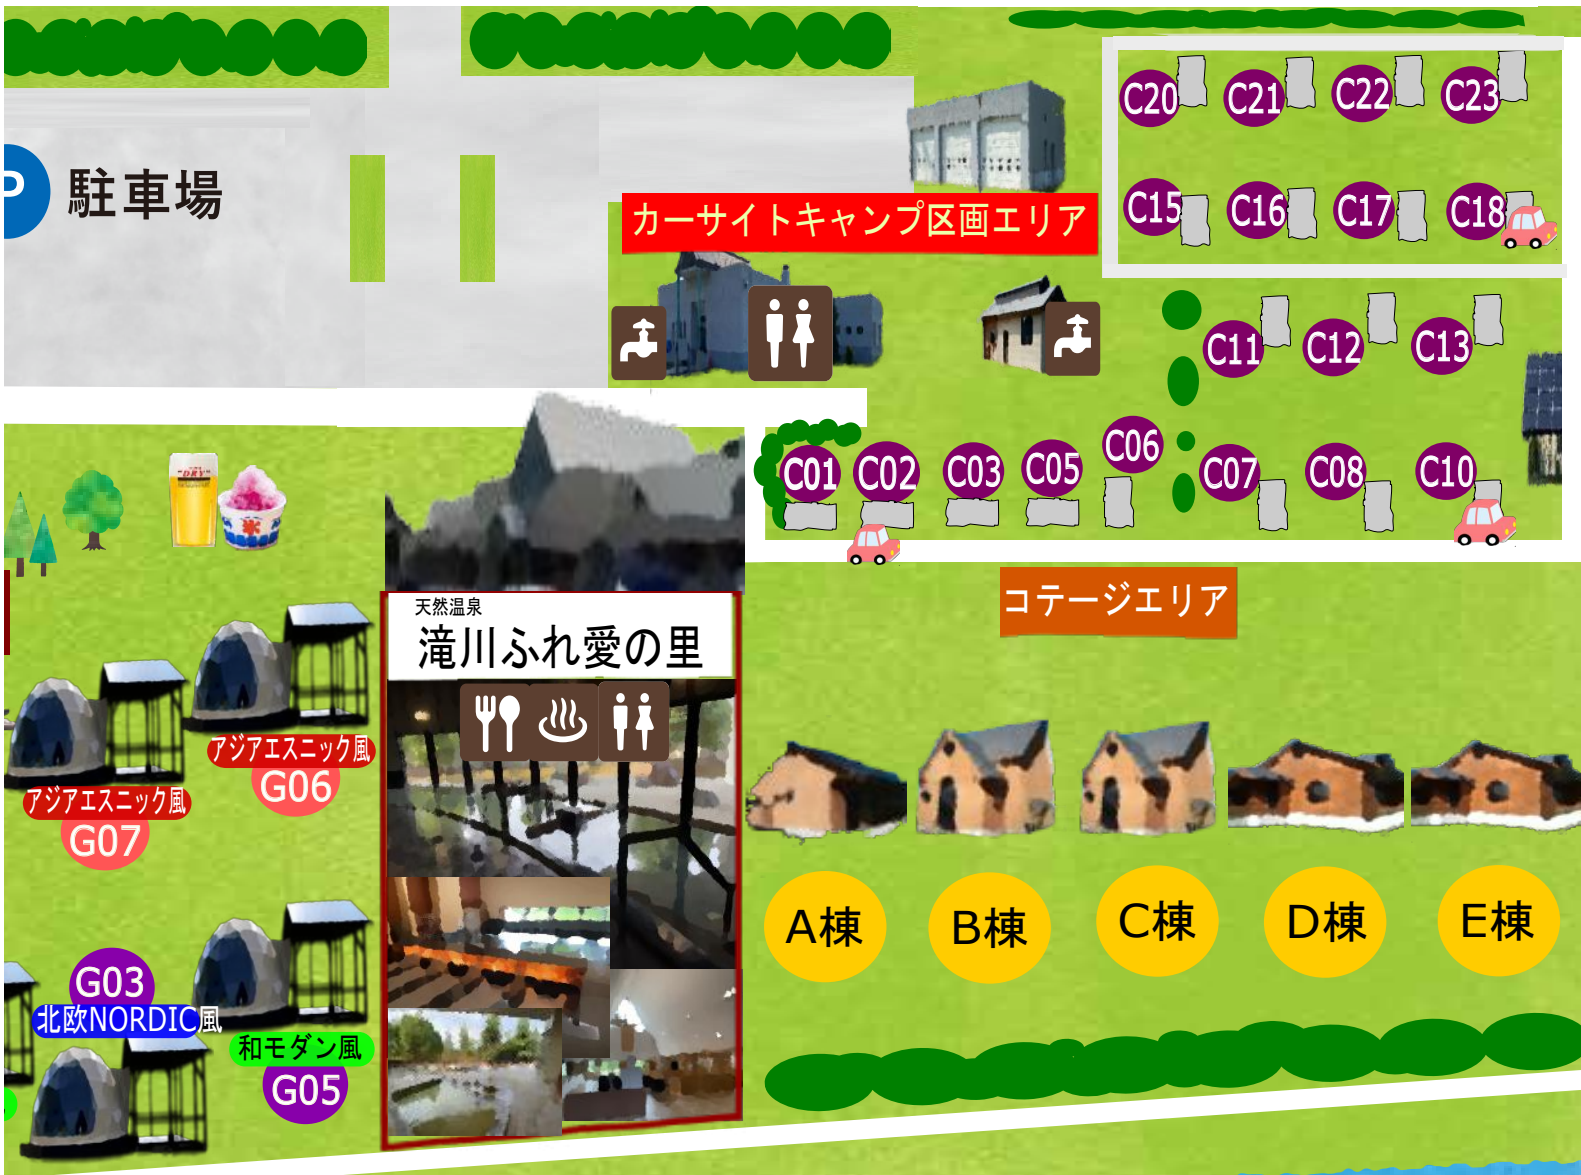 C20 C21 C22 C23
P 駐車場
C15 C16 C17 C18
カーサイトキャンプ区画エリア
C11 C12 C13
C01 C02 C03 C05 C06 C07 C08 C10
DRY
氷
コテージエリア
天然温泉
滝川ふれ愛の里
アジアエスニック風
G06
アジアエスニック風
G07
A棟 B棟 C棟 D棟 E棟
G03
北欧NORDIC風
和モダン風
G05